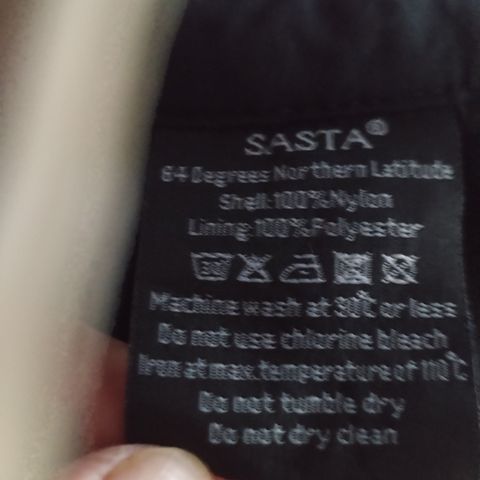 SASTA®
64 Degrees Northern Latitude
Shell:100%Nylon
Lining:100%Polyester
Machine wash at 30℃ or less
Do not use chlorine bleach
Iron at max.temperature of 110℃
Do not tumble dry
Do not dry clean